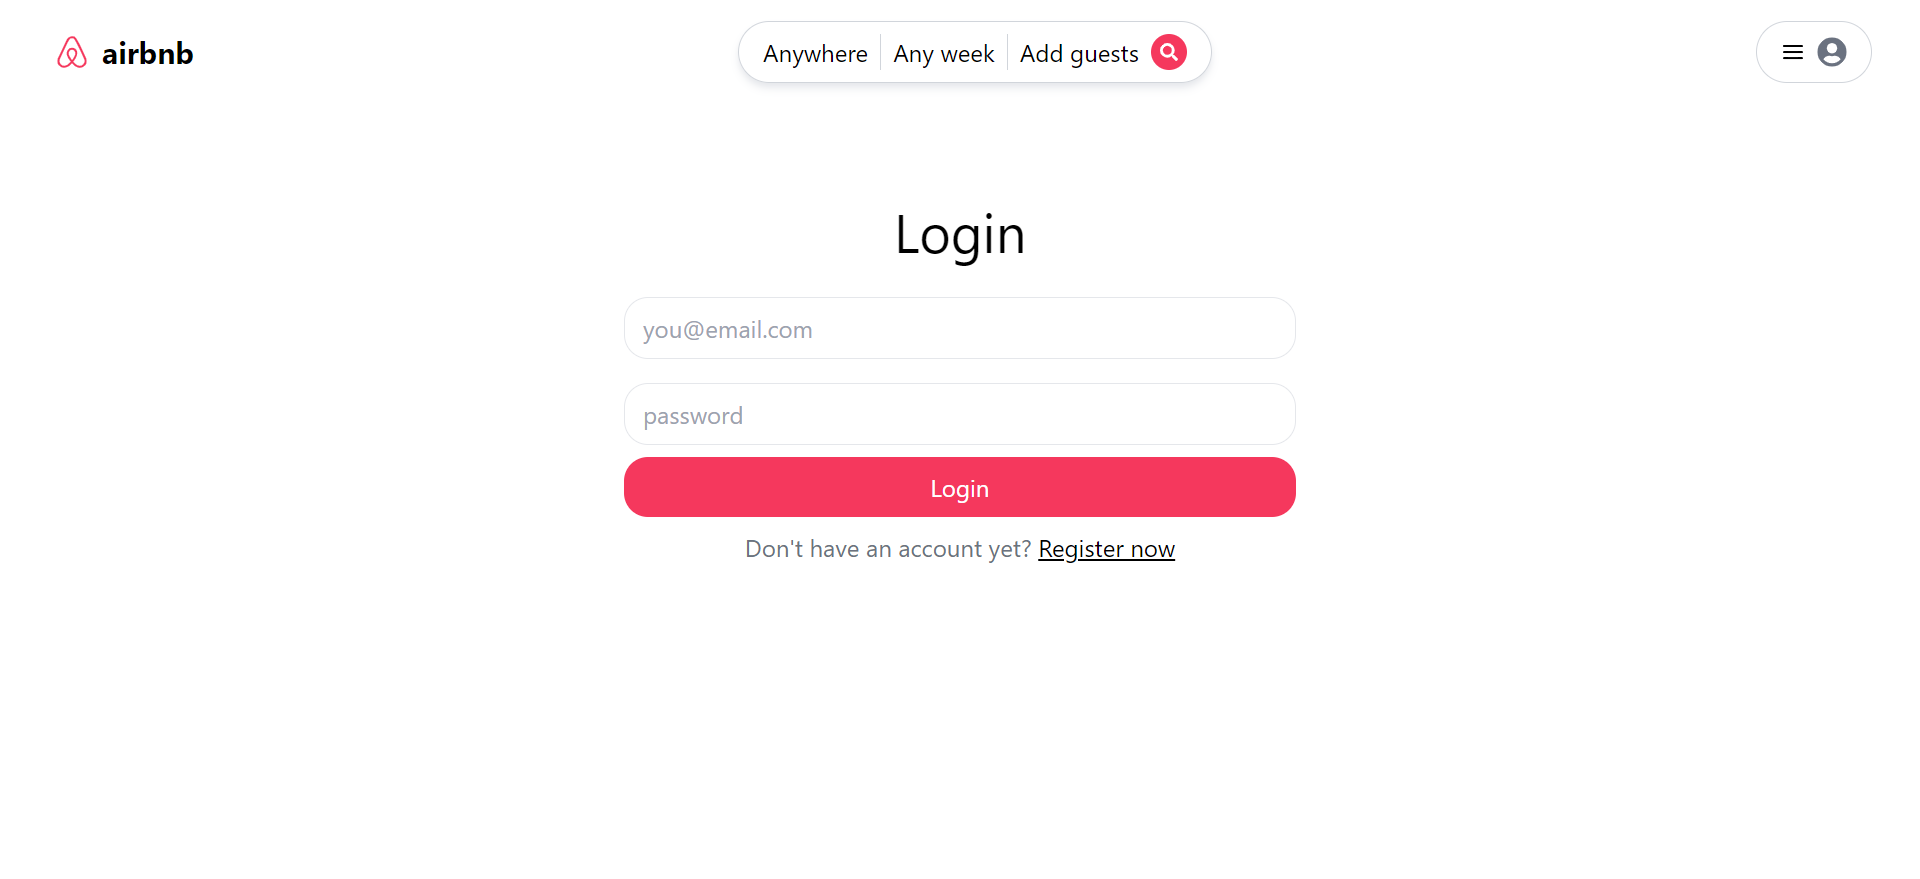 airbnb
Anywhere Any week Add guests
Login
you@email.com
password
Login
Don't have an account yet? Register now